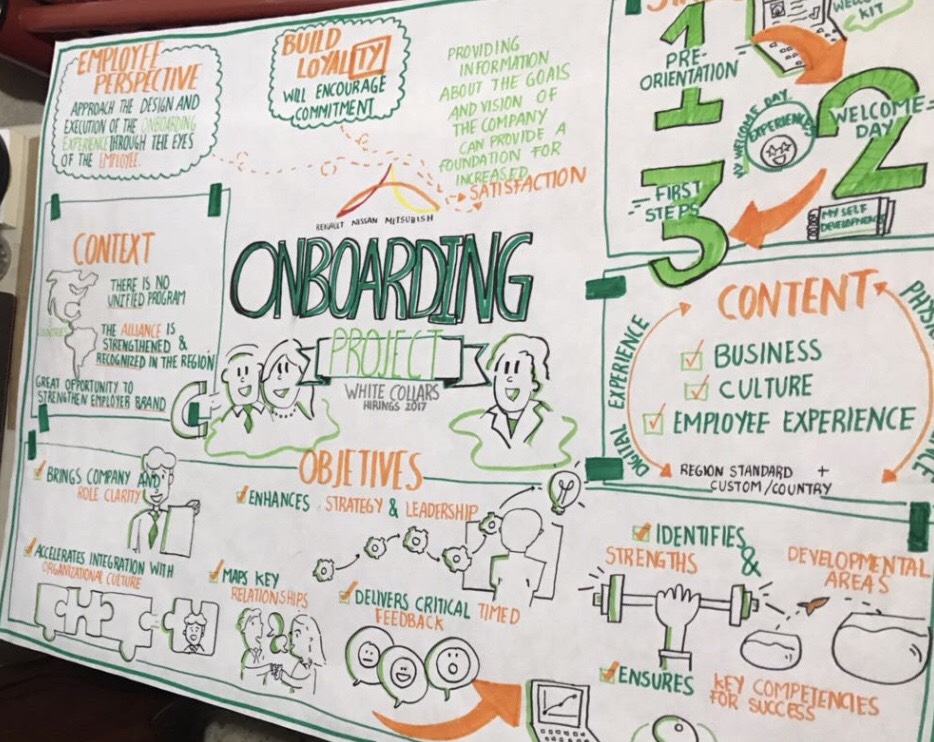 EMPLOYEE
PERSPECTIVE
APPROACH THE DESIGN AND
EXECUTION OF THE ONBOARDING
EXPERIENCE THROUGH THE EYES
OF THE EMPLOYEE.
BUILD
LOYALTY
WILL ENCOURAGE
COMMITMENT
PROVIDING
INFORMATION
ABOUT THE GOALS
AND VISION OF
THE COMPANY
CAN PROVIDE A
FOUNDATION FOR
INCREASED
SATISFACTION
RENAULT NISSAN MITSUBISHI
ONBOARDING
PROJECT
WHITE COLLARS
HIRINGS 2017
CONTEXT
THERE IS NO
UNIFIED PROGRAM
THE ALLIANCE IS
STRENGTHENED &
RECOGNIZED IN THE REGION
GREAT OPPORTUNITY TO
STRENGTHEN EMPLOYER BRAND
1
PRE-
ORIENTATION
WELCOME
KIT
2
WELCOME
DAY
WELCOME DAY
EXPERIENCE
3
FIRST
STEPS
MY SELF
DEVELOPMENT
CONTENT
BUSINESS
CULTURE
EMPLOYEE EXPERIENCE
DIGITAL EXPERIENCE
REGION STANDARD +
CUSTOM/COUNTRY
OBJETIVES
BRINGS COMPANY AND
ROLE CLARITY
ENHANCES STRATEGY & LEADERSHIP
ACCELERATES INTEGRATION WITH
ORGANIZATIONAL CULTURE
MAPS KEY
RELATIONSHIPS
DELIVERS CRITICAL TIMED
FEEDBACK
IDENTIFIES
STRENGTHS &
DEVELOPMENTAL
AREAS
ENSURES KEY COMPETENCIES
FOR SUCCESS